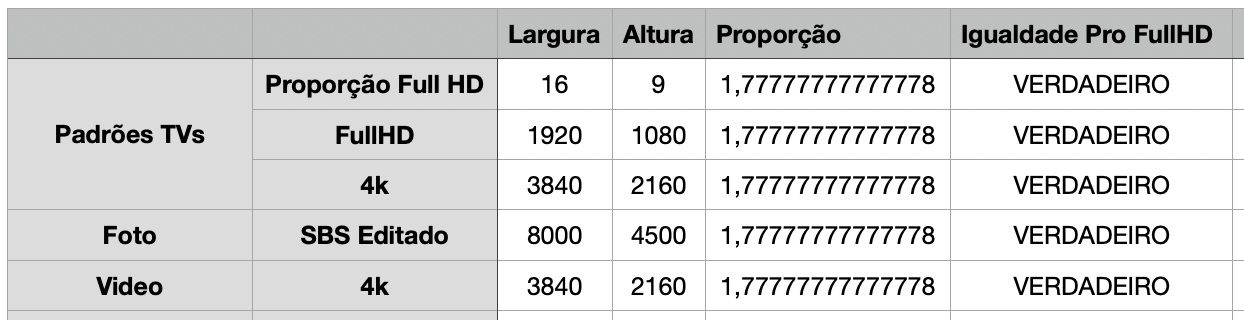 Largura Altura Proporção Igualdade Pro FullHD
Proporção Full HD 16 9 1,77777777777778 VERDADEIRO
Padrões TVs FullHD 1920 1080 1,77777777777778 VERDADEIRO
4k 3840 2160 1,77777777777778 VERDADEIRO
Foto SBS Editado 8000 4500 1,77777777777778 VERDADEIRO
Video 4k 3840 2160 1,77777777777778 VERDADEIRO